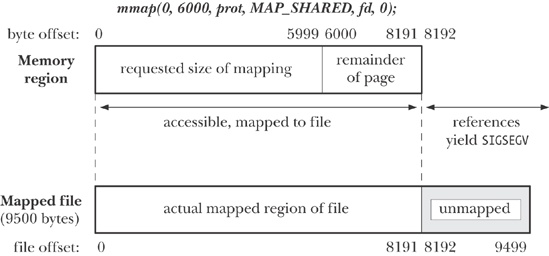 mmap(0, 6000, prot, MAP_SHARED, fd, 0);
byte offset: 0 5999 6000 8191 8192
Memory region
requested size of mapping
remainder of page
accessible, mapped to file
references yield SIGSEGV
Mapped file (9500 bytes)
actual mapped region of file
unmapped
file offset: 0 8191 8192 9499